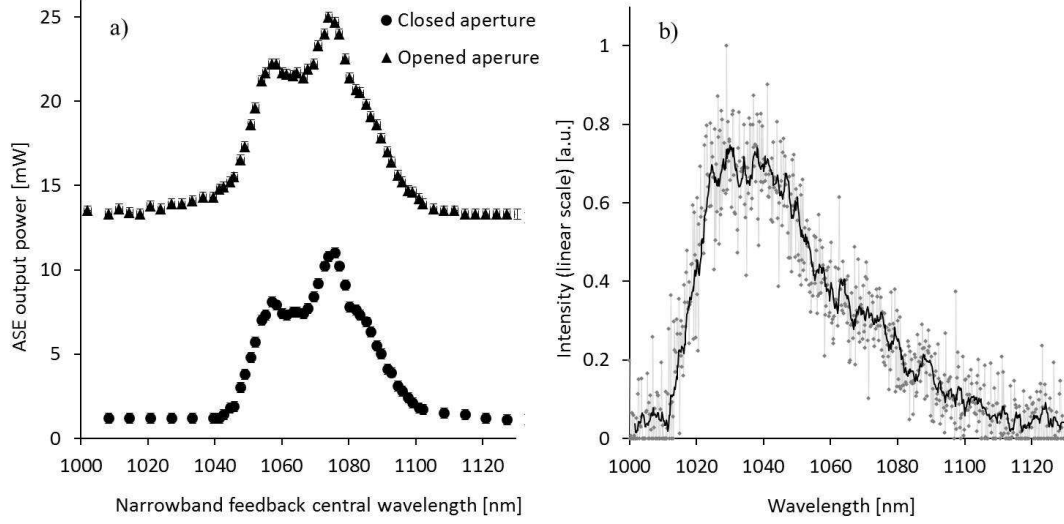 a)
Closed aperture
Opened aperure
25
20
15
10
5
0
ASE output power [mW]
1000 1020 1040 1060 1080 1100 1120
Narrowband feedback central wavelength [nm]
b)
1
0.8
0.6
0.4
0.2
0
Intensity (linear scale) [a.u.]
1000 1020 1040 1060 1080 1100 1120
Wavelength [nm]